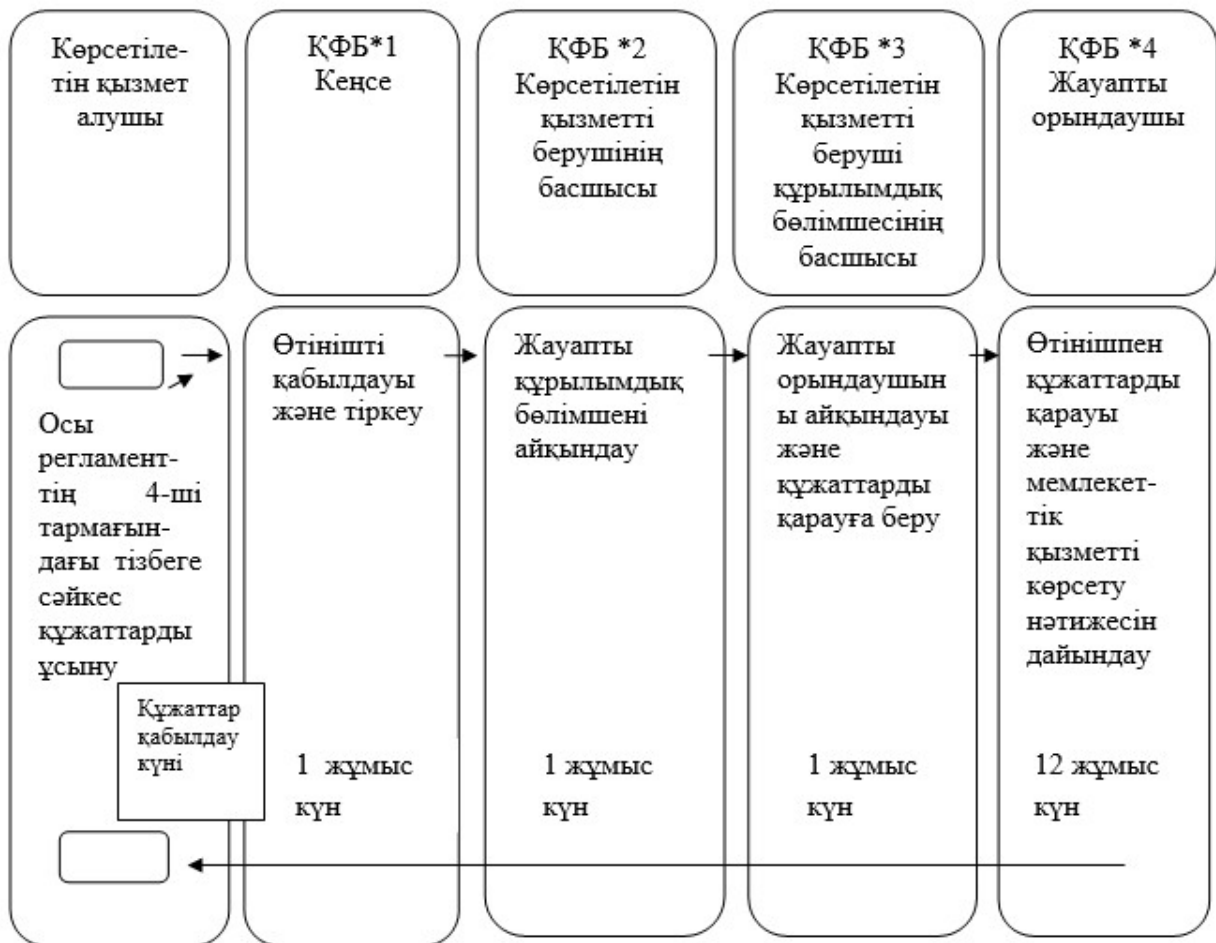 Көрсетіле-
тін қызмет
алушы
ҚФБ*1
Кеңсе
ҚФБ *2
Көрсетілетін
қызметті
берушінің
басшысы
ҚФБ *3
Көрсетілетін
қызметті
беруші
құрылымдық
бөлімшесінің
басшысы
ҚФБ *4
Жауапты
орындаушы
Осы
регламент-
тің 4-ші
тармағын-
дағы тізбеге
сәйкес
құжаттарды
ұсыну
Құжаттар
қабылдау
күні
Өтінішті
қабылдауы
және тіркеу
1 жұмыс
күн
Жауапты
құрылымдық
бөлімшені
айқындау
1 жұмыс
күн
Жауапты
орындаушын
ы айқындауы
және
құжаттарды
қарауға беру
1 жұмыс
күн
Өтінішпен
құжаттарды
қарауы
және
мемлекет-
тік
қызметті
көрсету
нәтижесін
дайындау
12 жұмыс
күн